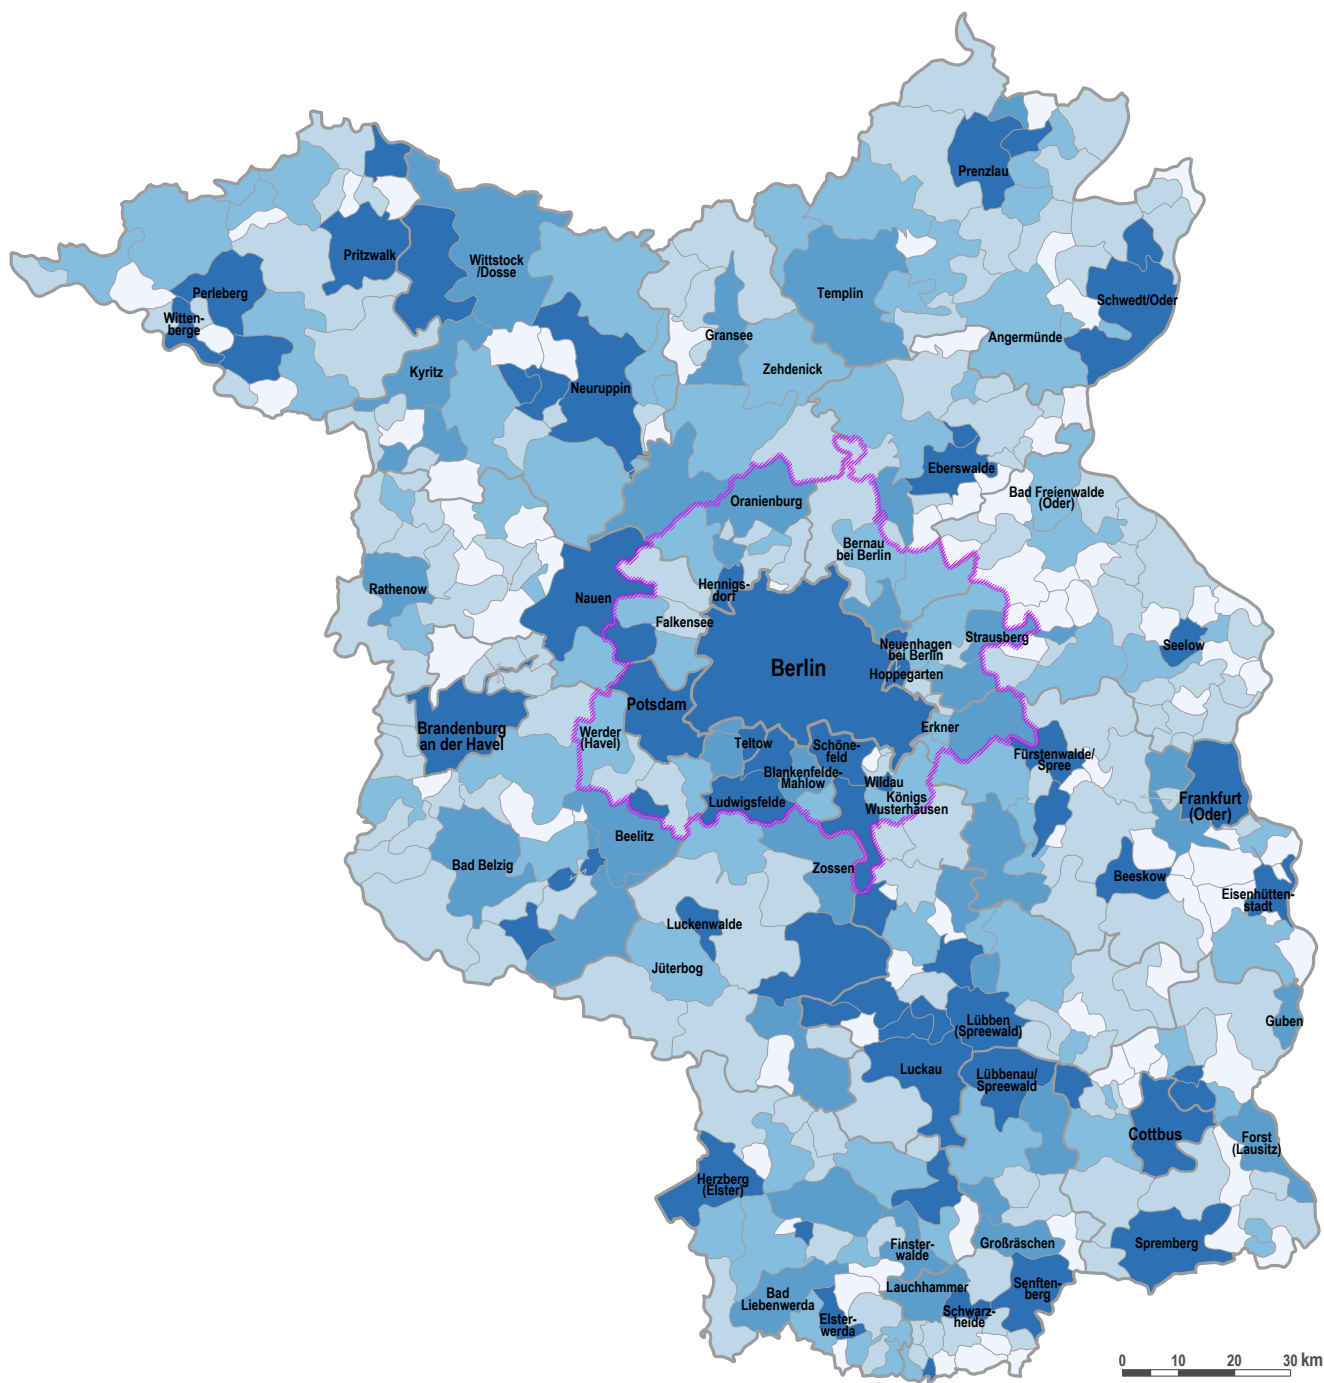 Prenzlau
Pritzwalk
Wittstock
/Dosse
Perleberg
Templin
Schwedt/Oder
Witten-
berge
Gransee
Angermünde
Kyritz
Zehdenick
Neuruppin
Eberswalde
Bad Freienwalde
(Oder)
Oranienburg
Bernau
bei Berlin
Rathenow
Hennigs-
dorf
Nauen
Falkensee
Strausberg
Neuenhagen
bei Berlin
Seelow
Berlin
Hoppegarten
Potsdam
Brandenburg
an der Havel
Werder
(Havel)
Erkner
Teltow
Schöne-
feld
Fürstenwalde/
Spree
Blankenfelde-
Mahlow
Wildau
Ludwigsfelde
Königs
Wusterhausen
Frankfurt
(Oder)
Beelitz
Bad Belzig
Zossen
Beeskow
Eisenhütten-
stadt
Luckenwalde
Jüterbog
Lübben
(Spreewald)
Guben
Luckau
Lübbenau/
Spreewald
Cottbus
Forst
(Lausitz)
Herzberg
(Elster)
Finster-
walde
Großräschen
Spremberg
Lauchhammer
Senften-
berg
Bad
Liebenwerda
Schwarz-
heide
Elster-
werda
0 10 20 30 km